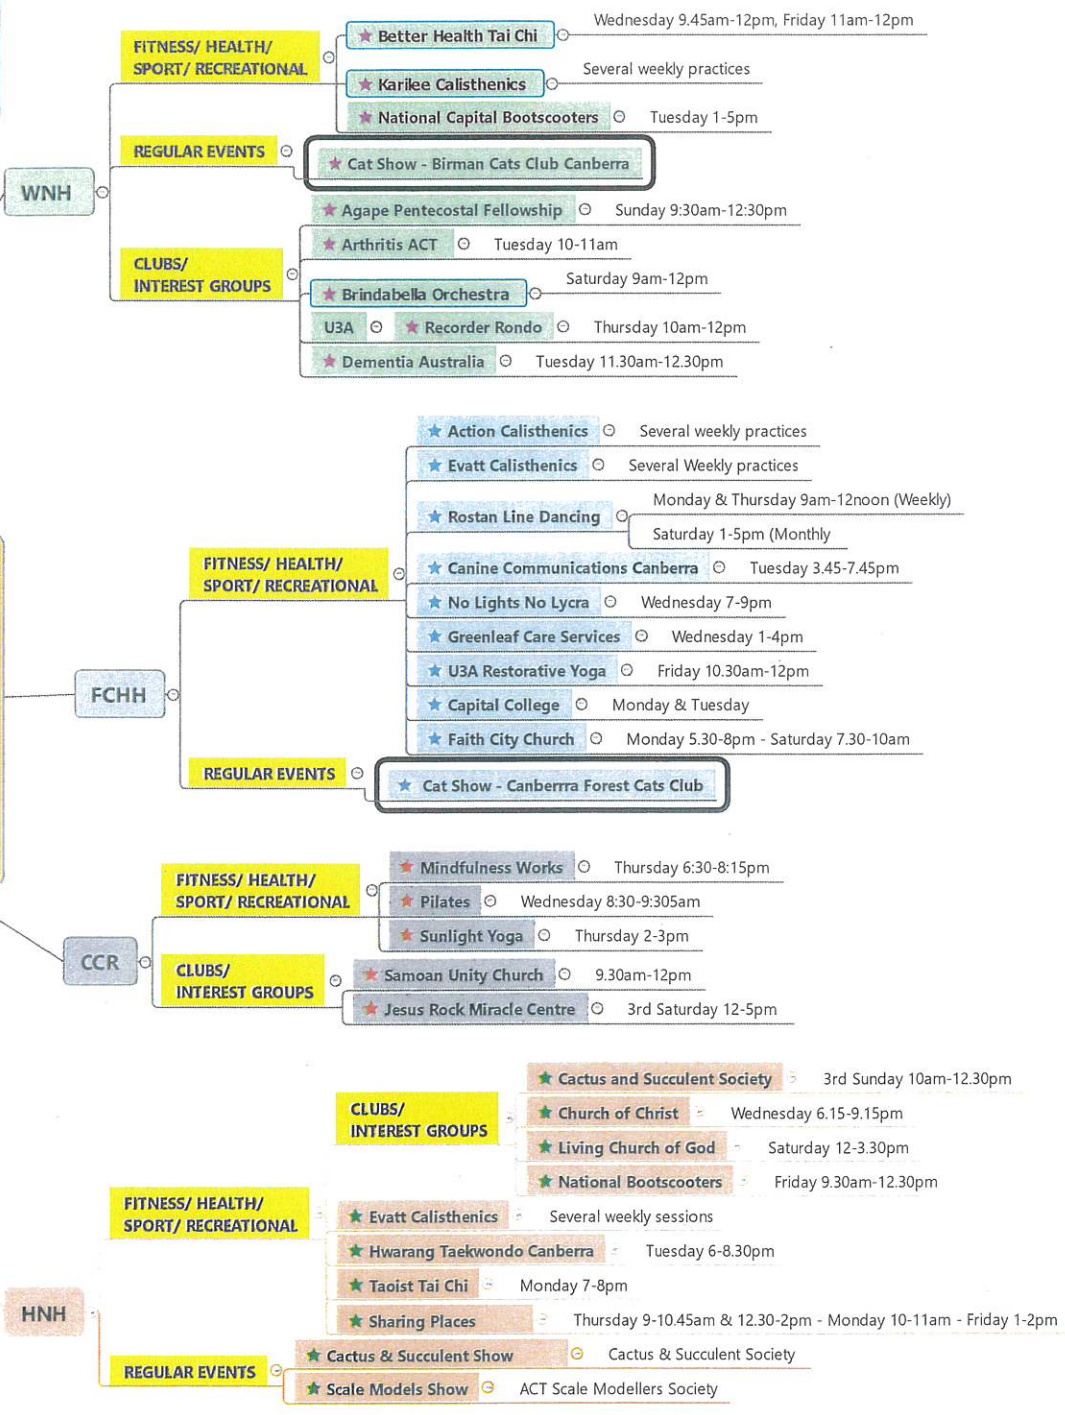 WNH
FITNESS/ HEALTH/
SPORT/ RECREATIONAL
Better Health Tai Chi
Wednesday 9.45am-12pm, Friday 11am-12pm
Karilee Calisthenics
Several weekly practices
National Capital Bootscooters
Tuesday 1-5pm
REGULAR EVENTS
Cat Show - Birman Cats Club Canberra
CLUBS/
INTEREST GROUPS
Agape Pentecostal Fellowship
Sunday 9:30am-12:30pm
Arthritis ACT
Tuesday 10-11am
Brindabella Orchestra
Saturday 9am-12pm
U3A
Recorder Rondo
Thursday 10am-12pm
Dementia Australia
Tuesday 11.30am-12.30pm
FCHH
FITNESS/ HEALTH/
SPORT/ RECREATIONAL
Action Calisthenics
Several weekly practices
Evatt Calisthenics
Several Weekly practices
Rostan Line Dancing
Monday & Thursday 9am-12noon (Weekly)
Saturday 1-5pm (Monthly
Canine Communications Canberra
Tuesday 3.45-7.45pm
No Lights No Lycra
Wednesday 7-9pm
Greenleaf Care Services
Wednesday 1-4pm
U3A Restorative Yoga
Friday 10.30am-12pm
Capital College
Monday & Tuesday
Faith City Church
Monday 5.30-8pm - Saturday 7.30-10am
REGULAR EVENTS
Cat Show - Canberrra Forest Cats Club
CCR
FITNESS/ HEALTH/
SPORT/ RECREATIONAL
Mindfulness Works
Thursday 6:30-8:15pm
Pilates
Wednesday 8:30-9:305am
Sunlight Yoga
Thursday 2-3pm
CLUBS/
INTEREST GROUPS
Samoan Unity Church
9.30am-12pm
Jesus Rock Miracle Centre
3rd Saturday 12-5pm
HNH
CLUBS/
INTEREST GROUPS
Cactus and Succulent Society
3rd Sunday 10am-12.30pm
Church of Christ
Wednesday 6.15-9.15pm
Living Church of God
Saturday 12-3.30pm
National Bootscooters
Friday 9.30am-12.30pm
FITNESS/ HEALTH/
SPORT/ RECREATIONAL
Evatt Calisthenics
Several weekly sessions
Hwarang Taekwondo Canberra
Tuesday 6-8.30pm
Taoist Tai Chi
Monday 7-8pm
Sharing Places
Thursday 9-10.45am & 12.30-2pm - Monday 10-11am - Friday 1-2pm
REGULAR EVENTS
Cactus & Succulent Show
Cactus & Succulent Society
Scale Models Show
ACT Scale Modellers Society